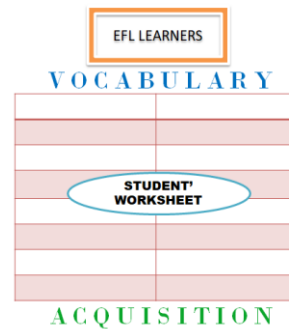 EFL LEARNERS
VOCABULARY
STUDENT'
WORKSHEET
ACQUISITION